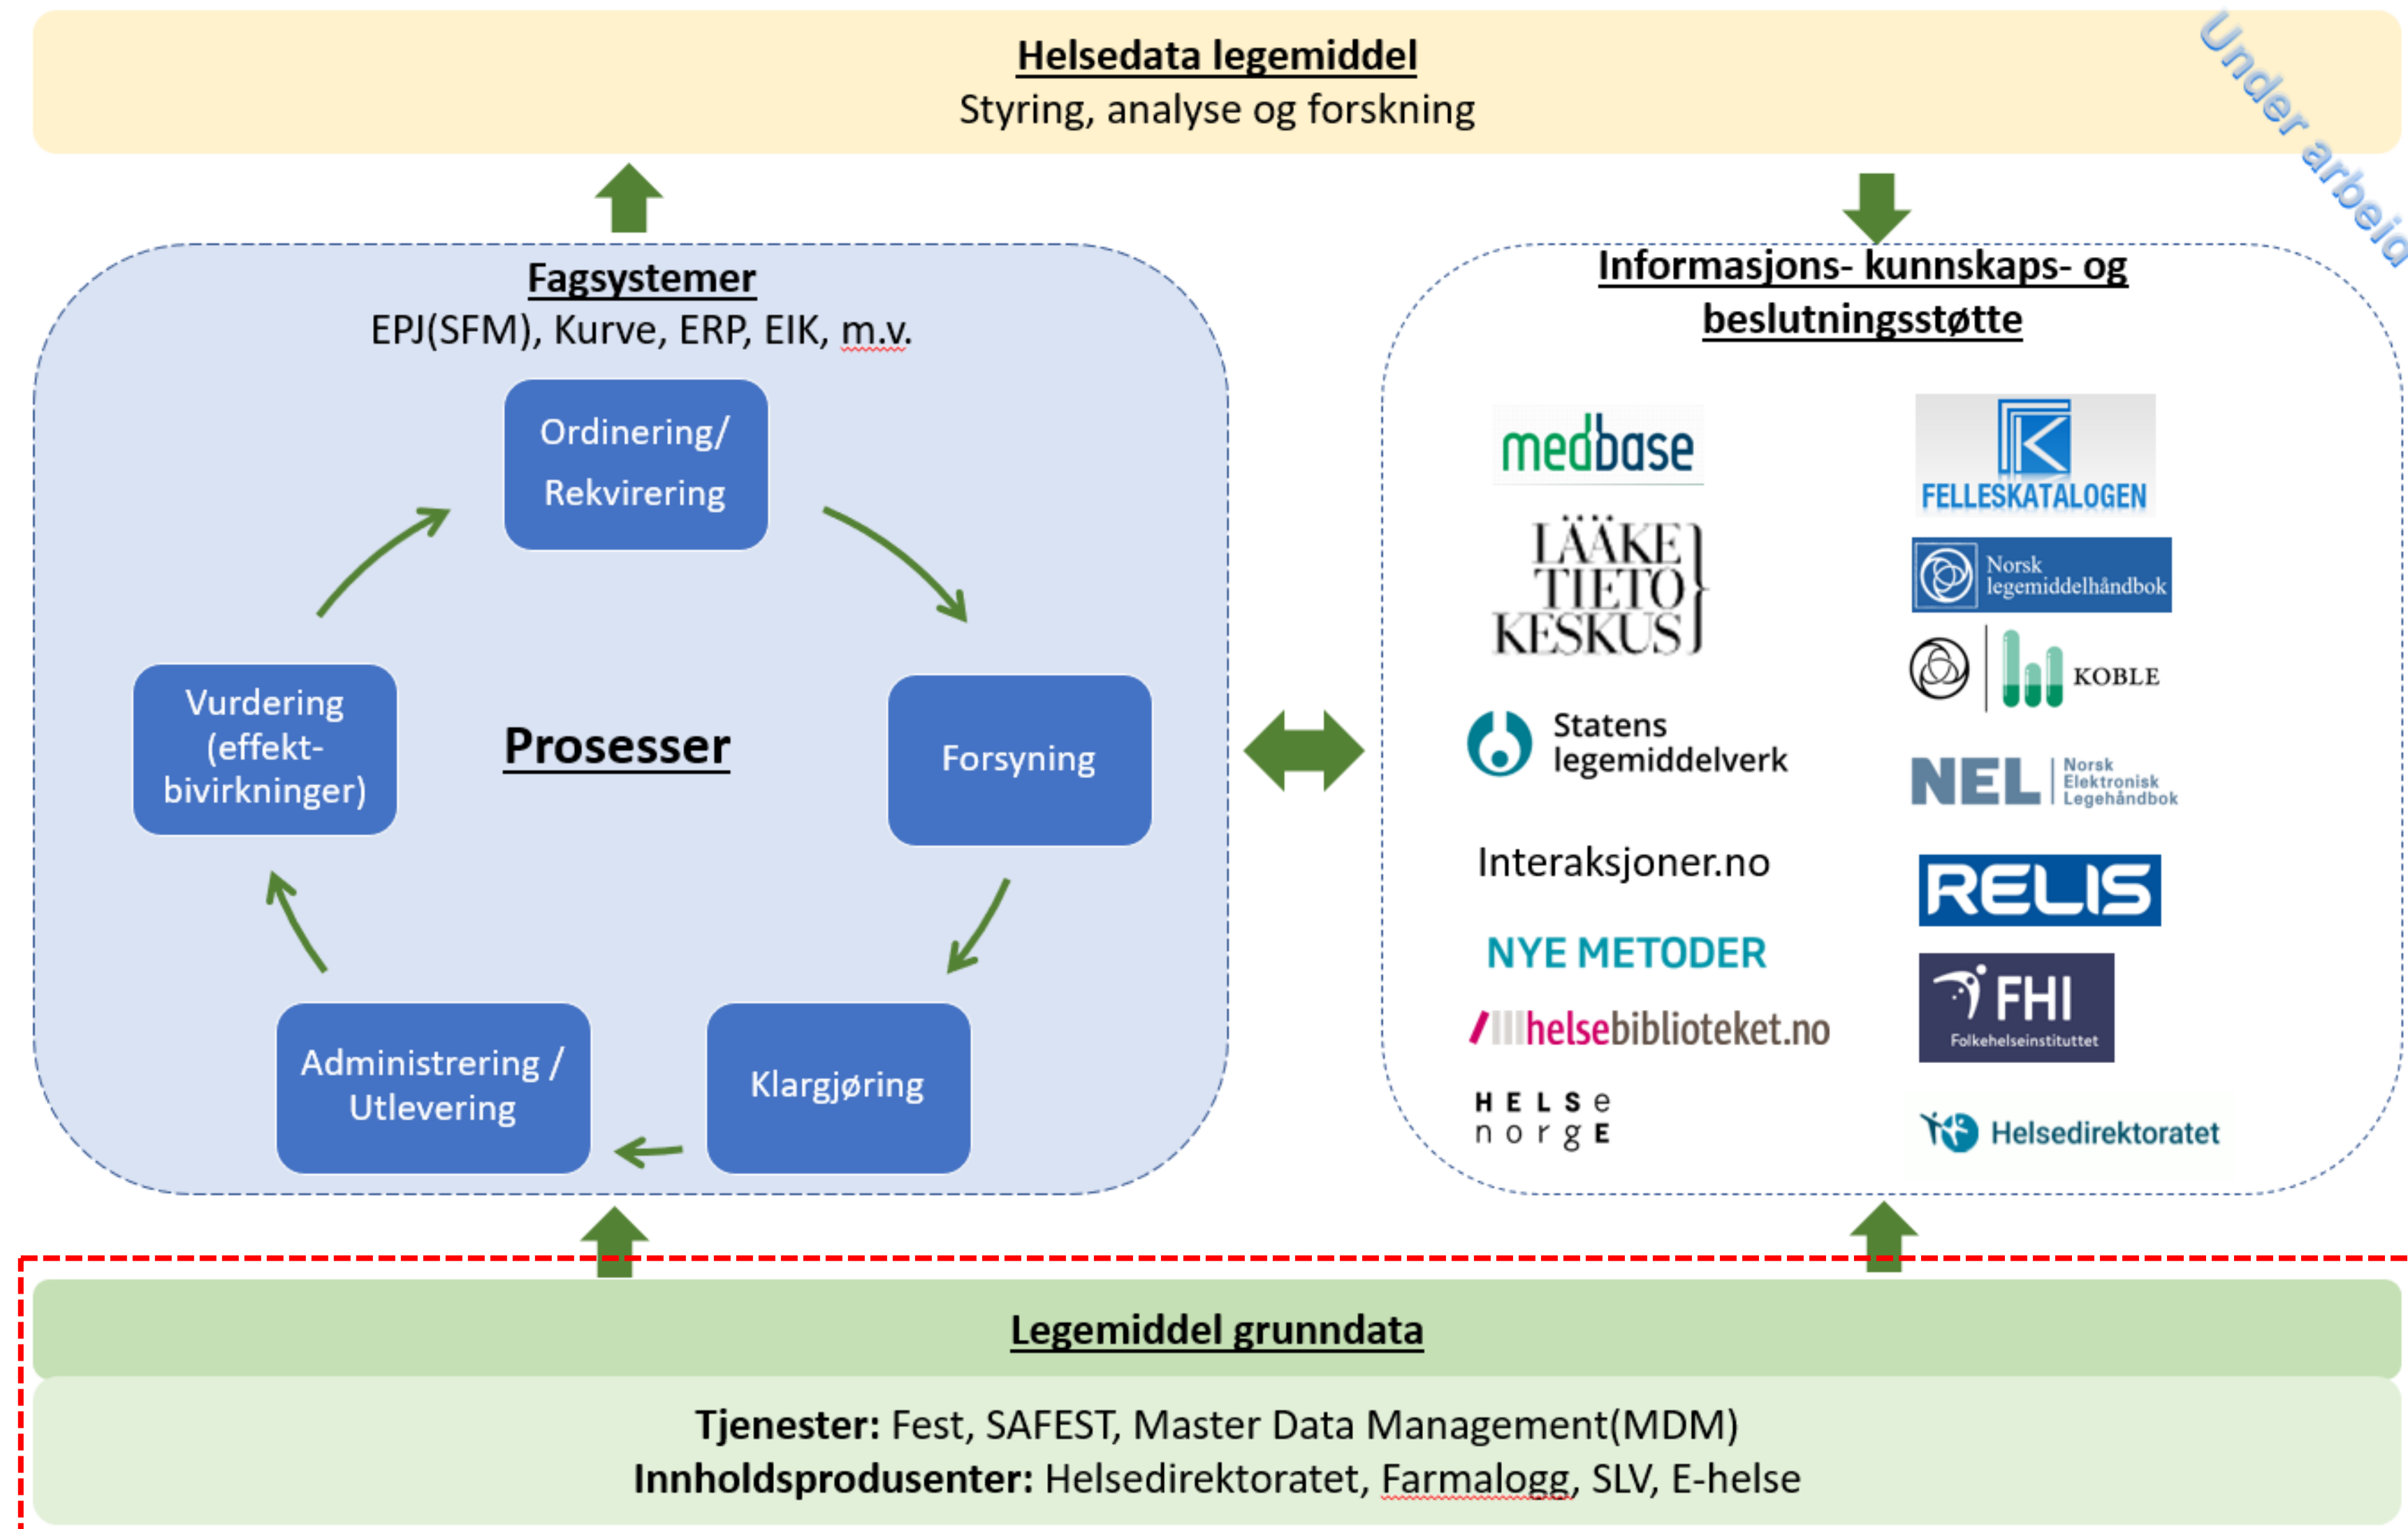 Helsedata legemiddel
Styring, analyse og forskning
Under arbeid
Fagsystemer
EPJ(SFM), Kurve, ERP, EIK, m.v.
Ordinering/
Rekvirering
Forsyning
Klargjøring
Administrering /
Utlevering
Vurdering
(effekt-
bivirkninger)
Prosesser
Informasjons- kunnskaps- og
beslutningsstøtte
medbase
LÄÄKE
TIETO
KESKUS
Statens
legemiddelverk
Interaksjoner.no
NYE METODER
helsebiblioteket.no
HELSe
norgE
FELLESKATALOGEN
Norsk
legemiddelhåndbok
KOBLE
NEL
Norsk
Elektronisk
Legehåndbok
RELIS
FHI
Folkehelseinstituttet
Helsedirektoratet
Legemiddel grunndata
Tjenester: Fest, SAFEST, Master Data Management(MDM)
Innholdsprodusenter: Helsedirektoratet, Farmalogg, SLV, E-helse